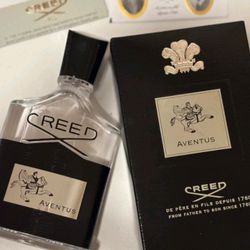 CREED
CREED
AVENTUS
AVENTUS
CREED
DE PÈRE EN FILS DEPUIS 1760
FROM FATHER TO SON SINCE 1760